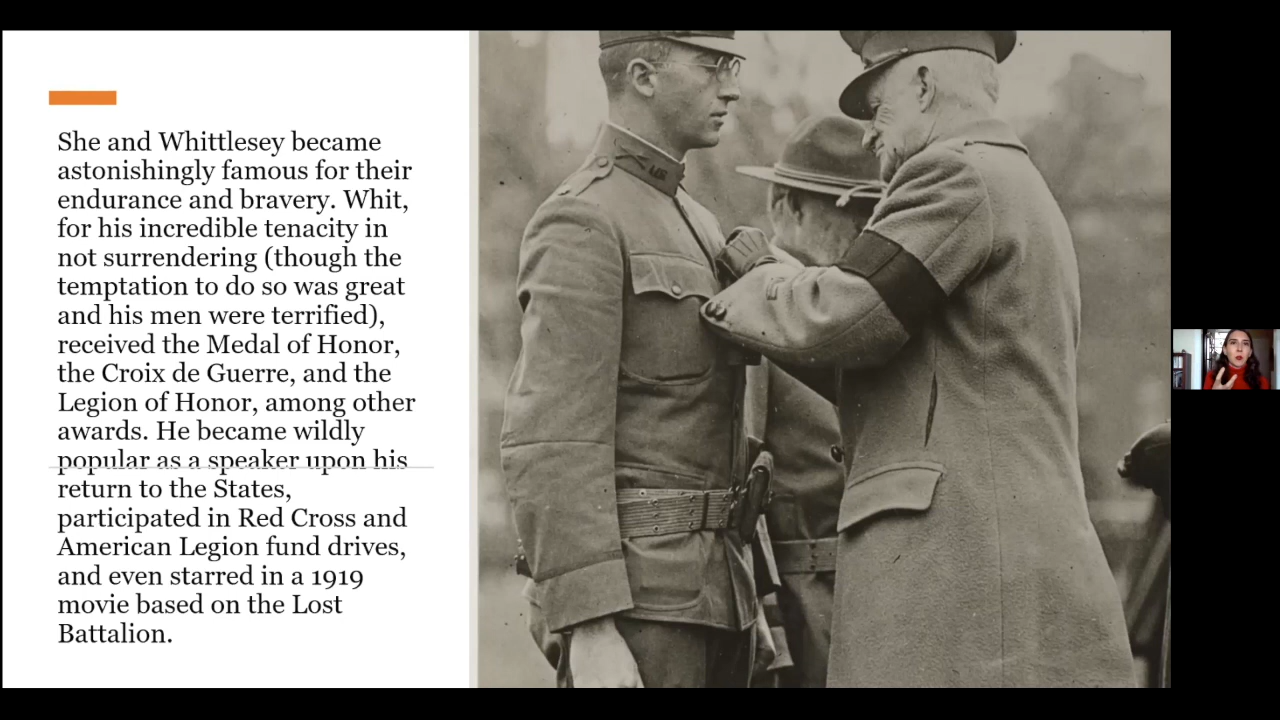 She and Whittlesey became
astonishingly famous for their
endurance and bravery. Whit,
for his incredible tenacity in
not surrendering (though the
temptation to do so was great
and his men were terrified),
received the Medal of Honor,
the Croix de Guerre, and the
Legion of Honor, among other
awards. He became wildly
popular as a speaker upon his
return to the States,
participated in Red Cross and
American Legion fund drives,
and even starred in a 1919
movie based on the Lost
Battalion.